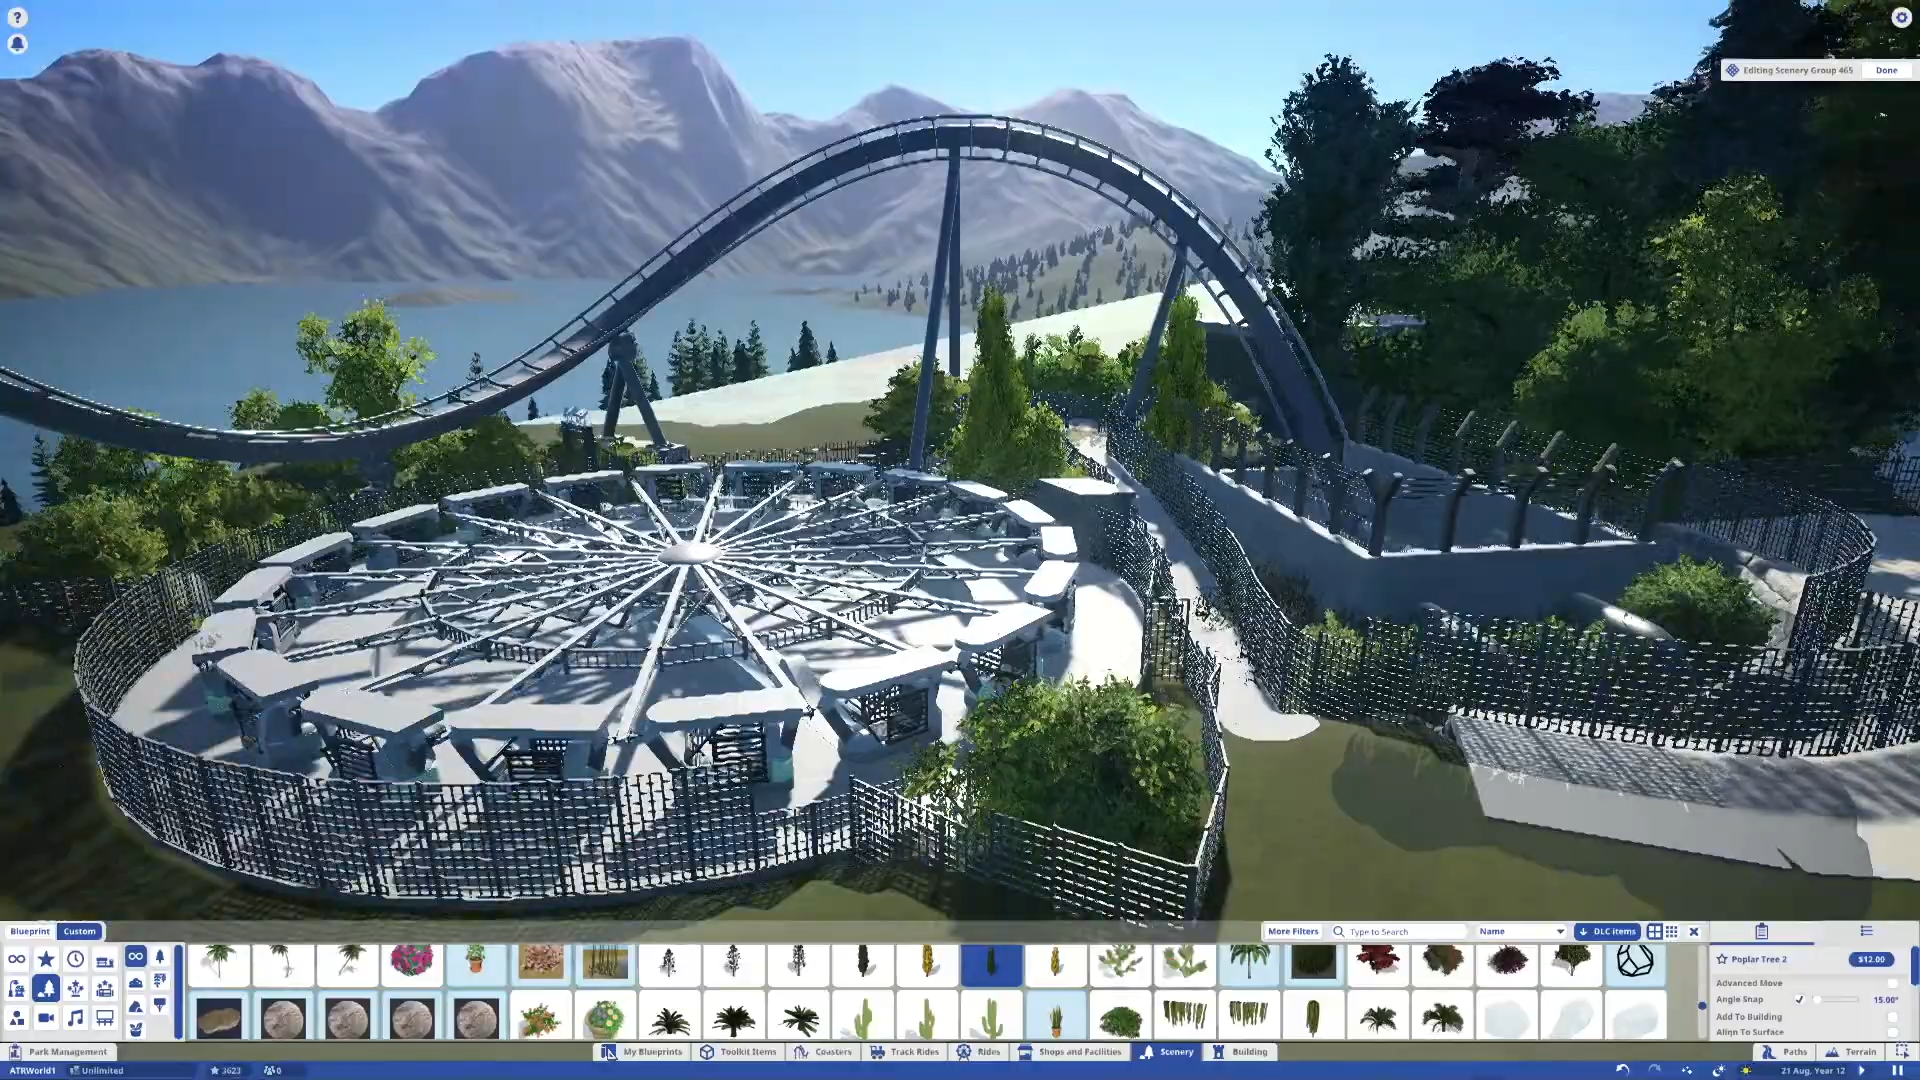 ?
Editing Scenery Group 465 Done
Blueprint Custom
More Filters Type to Search Name DLC items
Poplar Tree 2 $12.00
Advanced Move
Angle Snap 15.00°
Add To Building
Align To Surface
Park Management My Blueprints Toolkit Items Coasters Track Rides Rides Shops and Facilities Scenery Building Paths Terrain
ATRWorld1 Unlimited 3623 0 21 Aug, Year 12